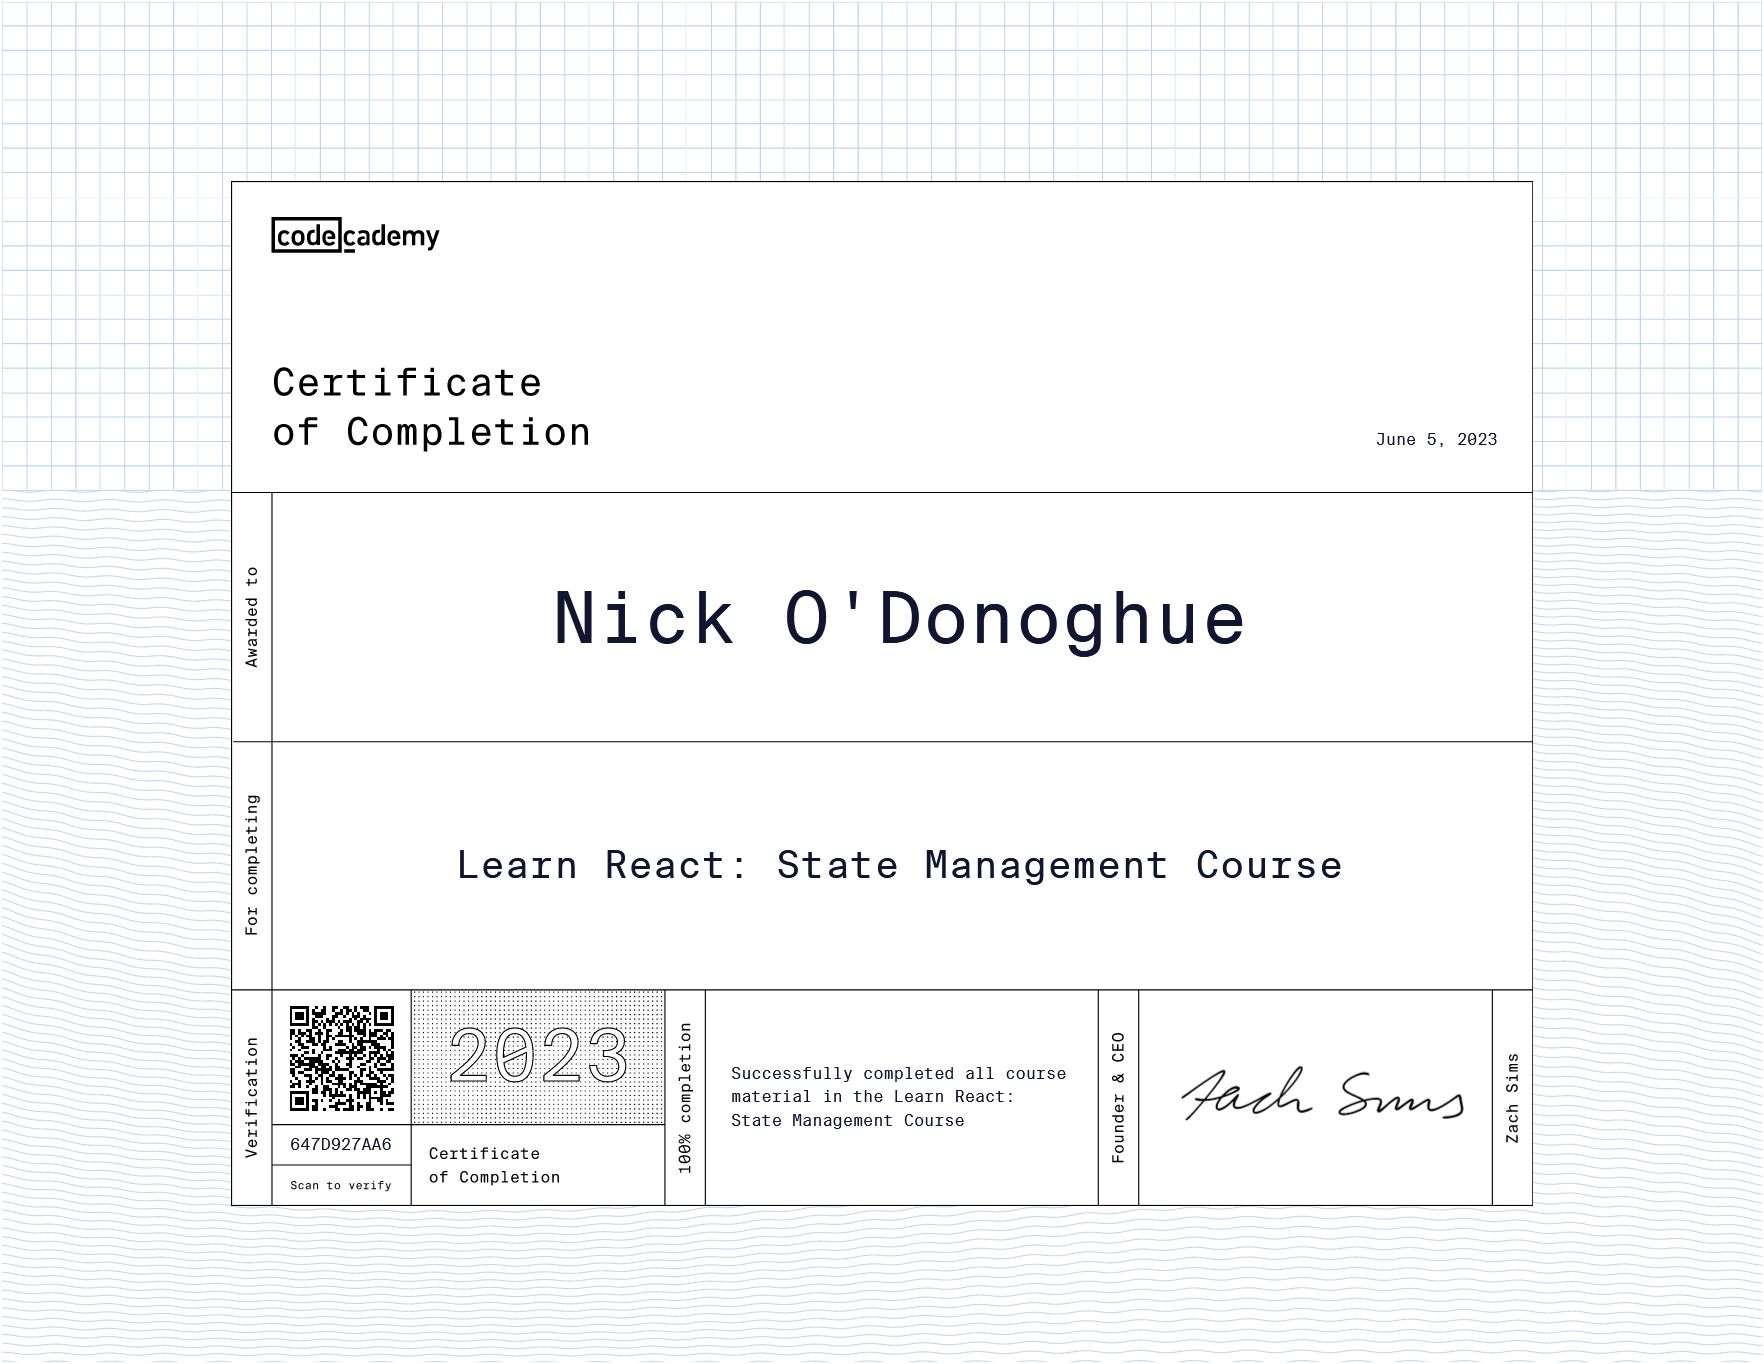 codecademy
Certificate
of Completion
June 5, 2023
Awarded to
Nick O'Donoghue
For completing
Learn React: State Management Course
Verification
647D927AA6
Scan to verify
2023
Certificate
of Completion
100% completion
Successfully completed all course
material in the Learn React:
State Management Course
Founder & CEO
Zach Sims
Zach Sims